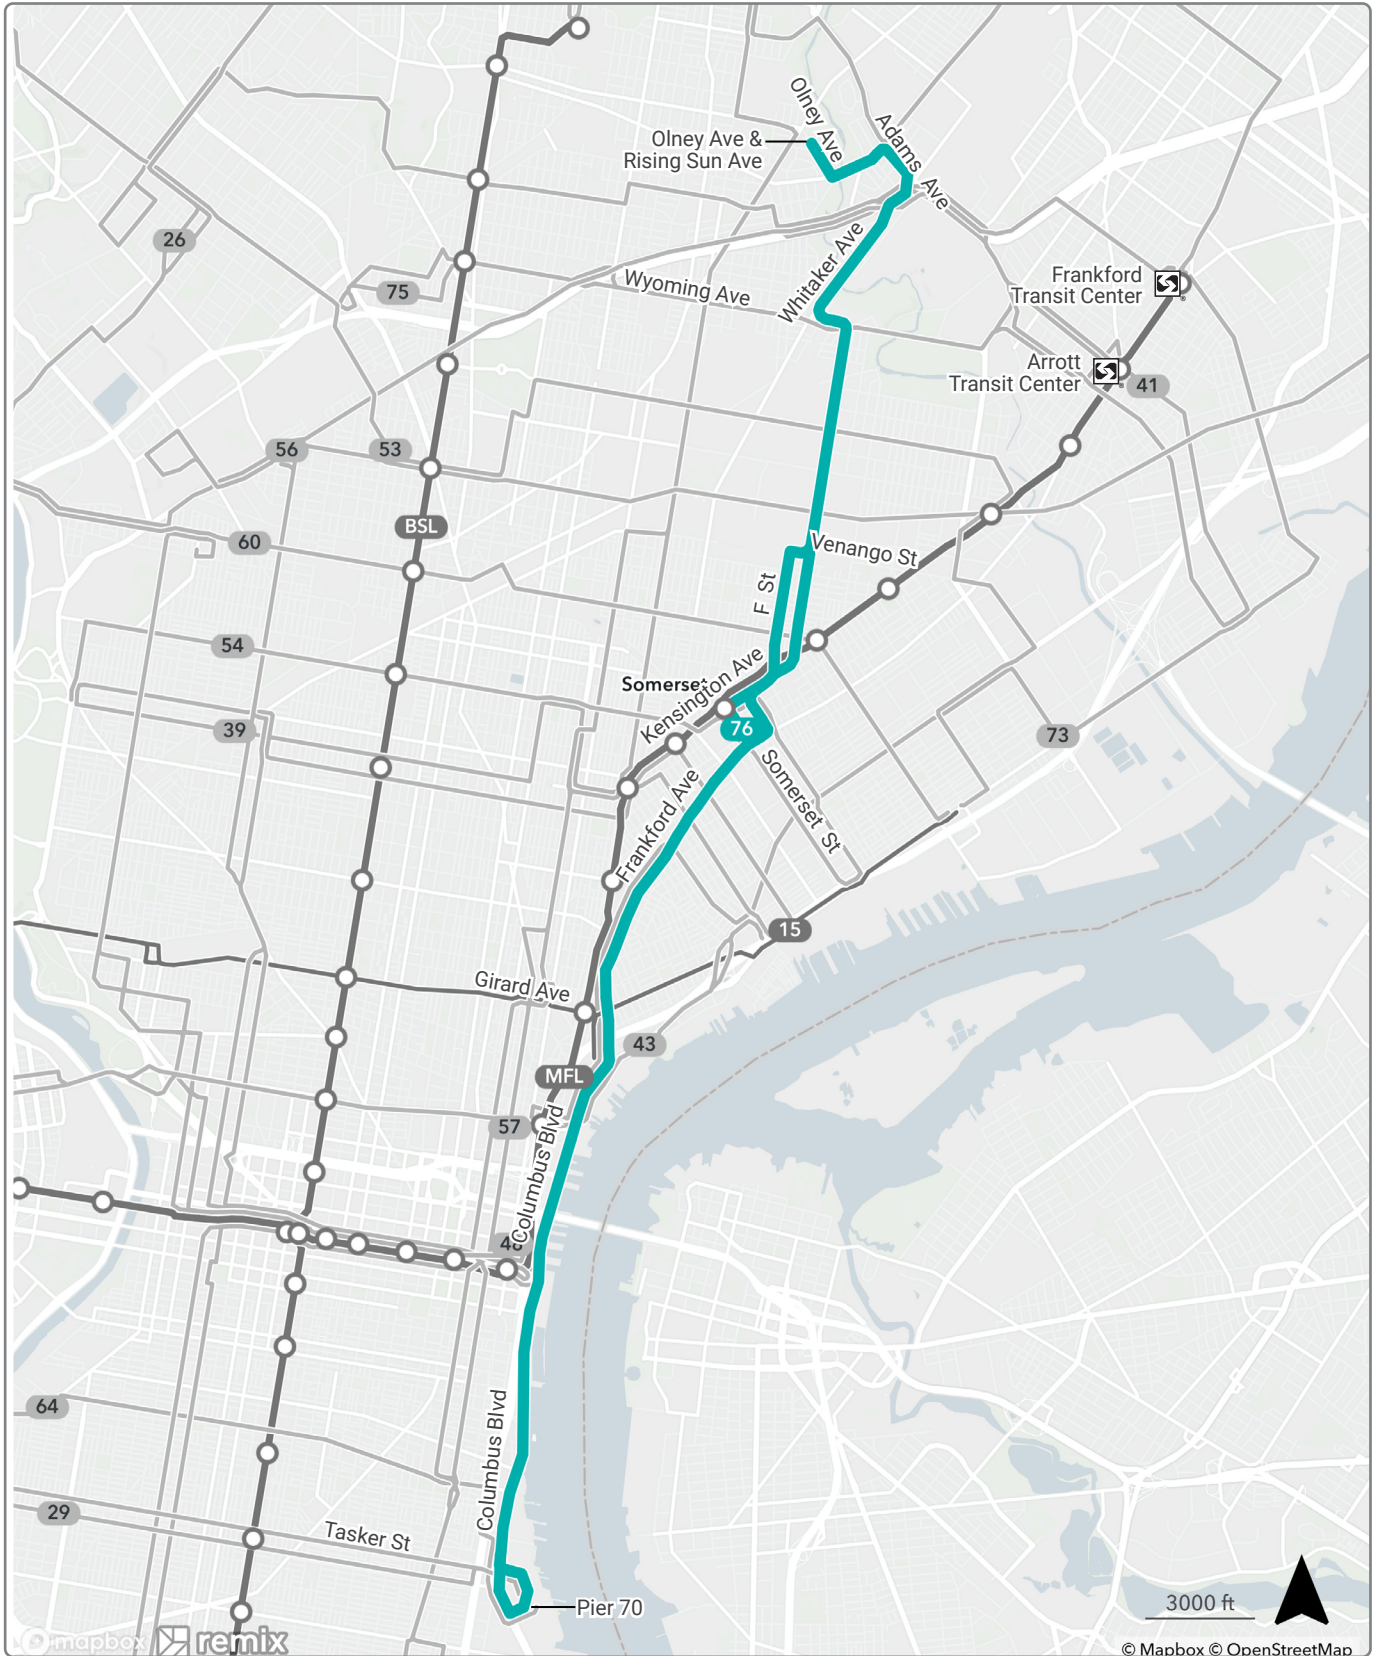 Olney Ave
Adams Ave
Olney Ave &
Rising Sun Ave
26
Whitaker Ave
Frankford
Transit Center
75
Wyoming Ave
Arrott
Transit Center
41
56
53
BSL
60
Venango St
F St
54
Somerset
Kensington Ave
39
76
73
Somerset St
Frankford Ave
15
Girard Ave
43
MFL
57
Columbus Blvd
64
Columbus Blvd
29
Tasker St
Pier 70
3000 ft
mapbox remix
© Mapbox © OpenStreetMap